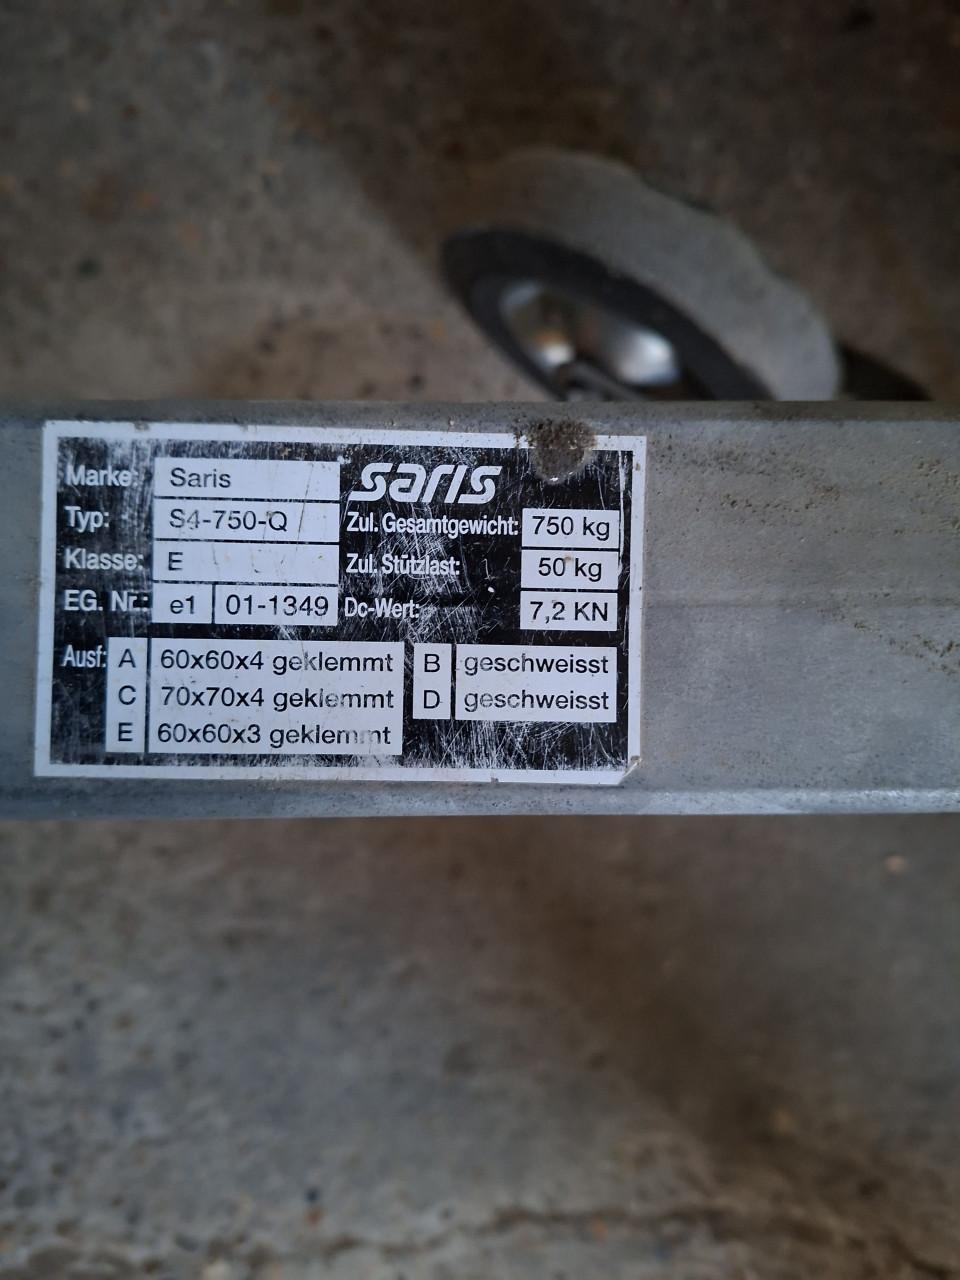 Marke: Saris
saris
Typ: S4-750-Q
Zul. Gesamtgewicht: 750 kg
Klasse: E
Zul. Stützlast: 50 kg
EG. Nr.: e1 01-1349
Dc-Wert: 7,2 KN
Ausf: A 60x60x4 geklemmt B geschweisst
C 70x70x4 geklemmt D geschweisst
E 60x60x3 geklemmt